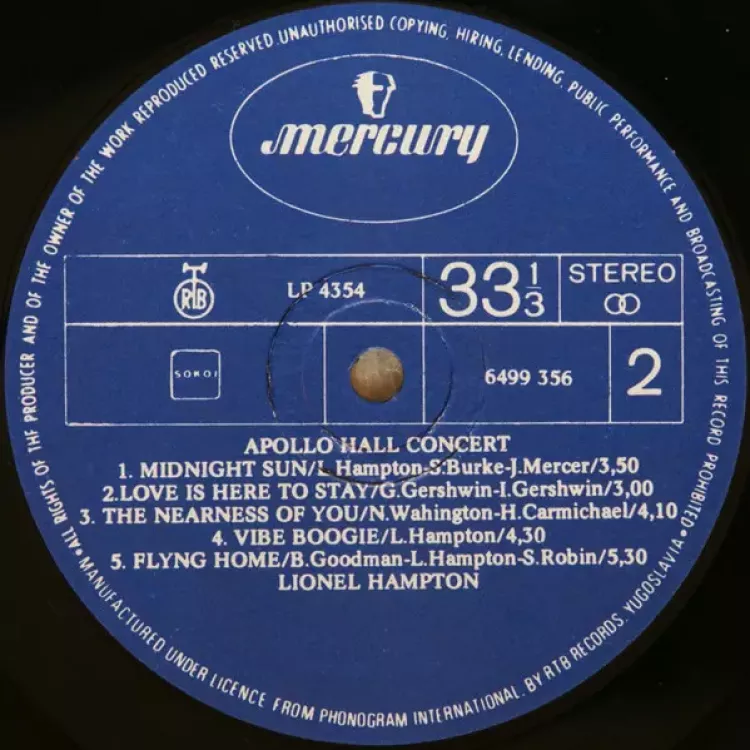 mercury
RTB
LP 4354
33 1/3
STEREO
SOKOJ
6499 356
2
APOLLO HALL CONCERT
1. MIDNIGHT SUN/L.Hampton-S.Burke-J.Mercer/3,50
2.LOVE IS HERE TO STAY/G.Gershwin-I.Gershwin/3,00
3. THE NEARNESS OF YOU/N.Wahington-H.Carmichael/4,10
4. VIBE BOOGIE/L.Hampton/4,30
5. FLYNG HOME/B.Goodman-L.Hampton-S.Robin/5,30
LIONEL HAMPTON
• ALL RIGHTS OF THE PRODUCER AND OF THE OWNER OF THE WORK REPRODUCED RESERVED. UNAUTHORISED COPYING, HIRING, LENDING, PUBLIC PERFORMANCE AND BROADCASTING OF THIS RECORD PROHIBITED •
MANUFACTURED UNDER LICENCE FROM PHONOGRAM INTERNATIONAL, BY RTB RECORDS, YUGOSLAVIA